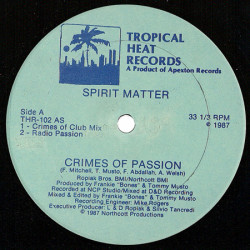 TROPICAL
HEAT
RECORDS
A Product of Apexton Records
SPIRIT MATTER
Side A
THR-102 AS
1 - Crimes of Club Mix
2 - Radio Passion
33 1/3 RPM
℗ 1987
CRIMES OF PASSION
(F. Mitchell, T. Musto, F. Abdallah, A. Walsh)
Ropiak Bros. BMI/Northcott BMI
Produced by Frankie "Bones" & Tommy Musto
Recorded at NCP Studio/Mixed at D&D Recording
Mixed and Edited by Frankie "Bones" & Tommy Musto
Recording Engineer: Mike Rogers
Executive Producer: L & D Ropiak & Silvio Tancredi
© 1987 Northcott Productions